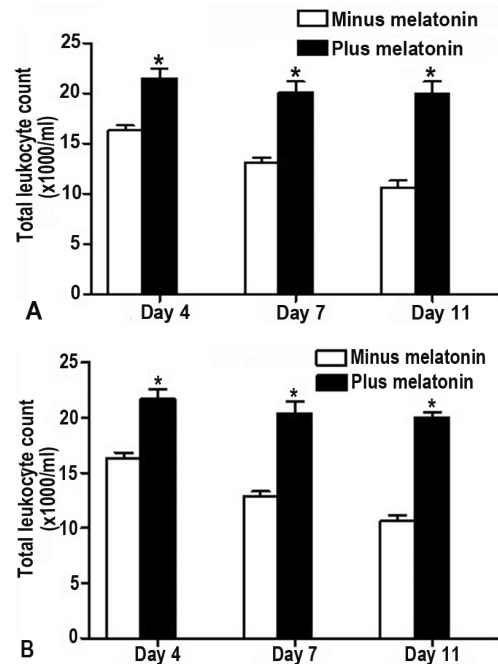 Minus melatonin
Plus melatonin
Total leukocyte count
(x1000/ml)
25
20
15
10
5
0
* * *
Day 4 Day 7 Day 11
A
Minus melatonin
Plus melatonin
Total leukocyte count
(x1000/ml)
25
20
15
10
5
0
* * *
Day 4 Day 7 Day 11
B